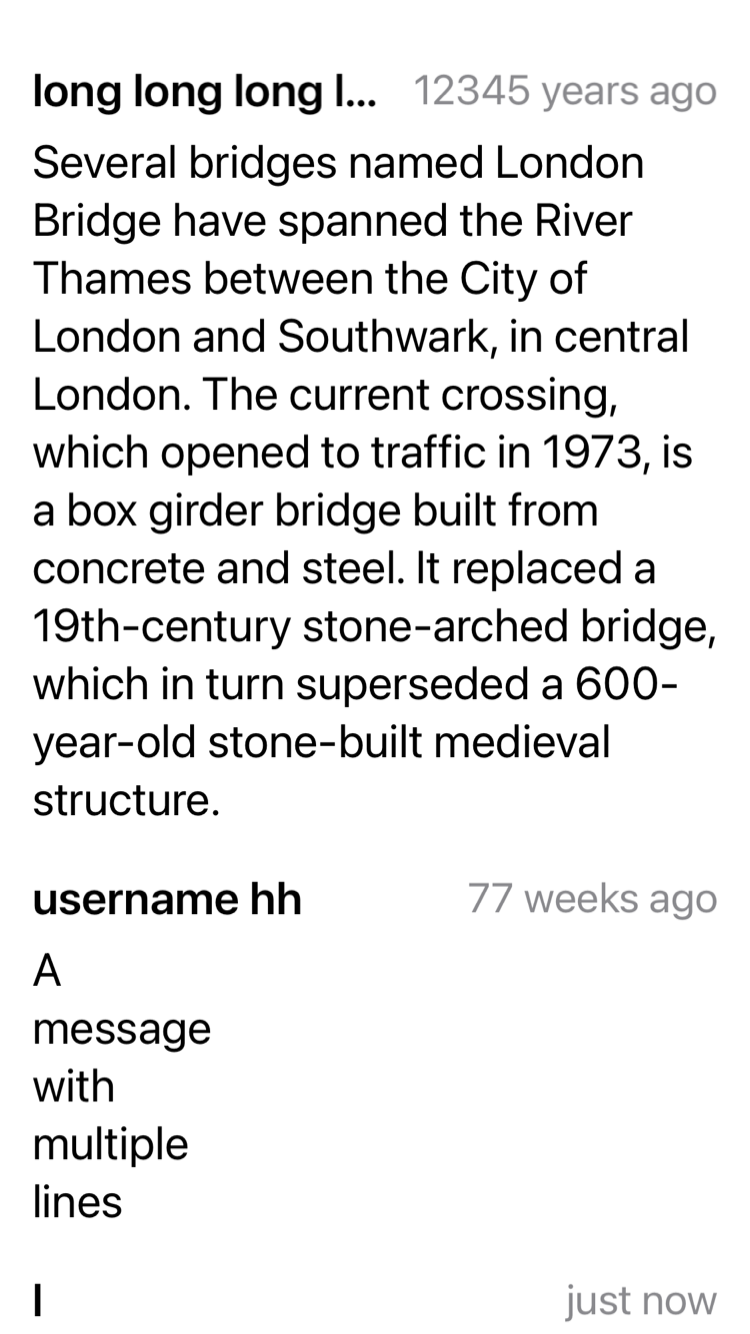 long long long l... 12345 years ago
Several bridges named London
Bridge have spanned the River
Thames between the City of
London and Southwark, in central
London. The current crossing,
which opened to traffic in 1973, is
a box girder bridge built from
concrete and steel. It replaced a
19th-century stone-arched bridge,
which in turn superseded a 600-
year-old stone-built medieval
structure.
username hh 77 weeks ago
A
message
with
multiple
lines
l just now